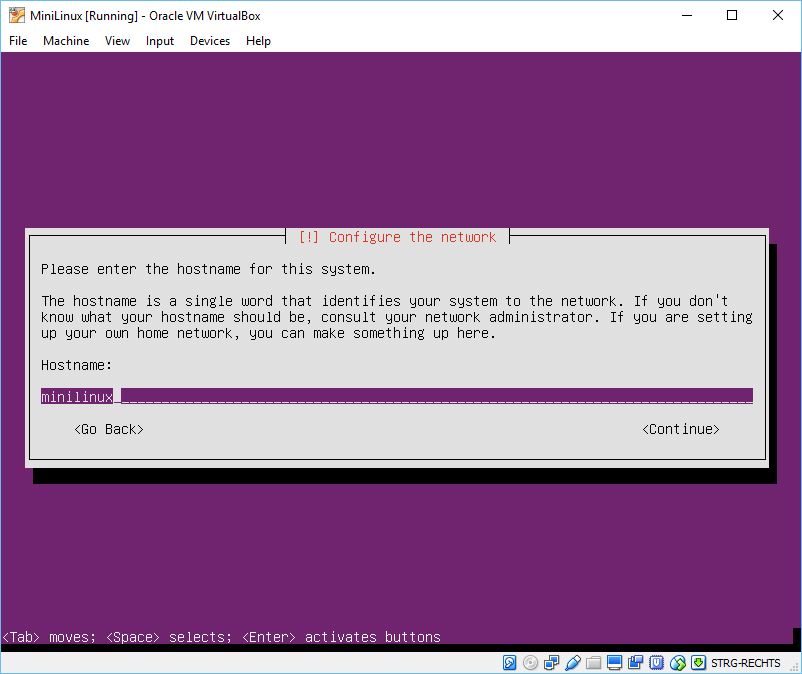 MiniLinux [Running] - Oracle VM VirtualBox
File Machine View Input Devices Help
[!] Configure the network
Please enter the hostname for this system.
The hostname is a single word that identifies your system to the network. If you don't
know what your hostname should be, consult your network administrator. If you are setting
up your own home network, you can make something up here.
Hostname:
minilinux
<Go Back> <Continue>
<Tab> moves; <Space> selects; <Enter> activates buttons
STRG-RECHTS